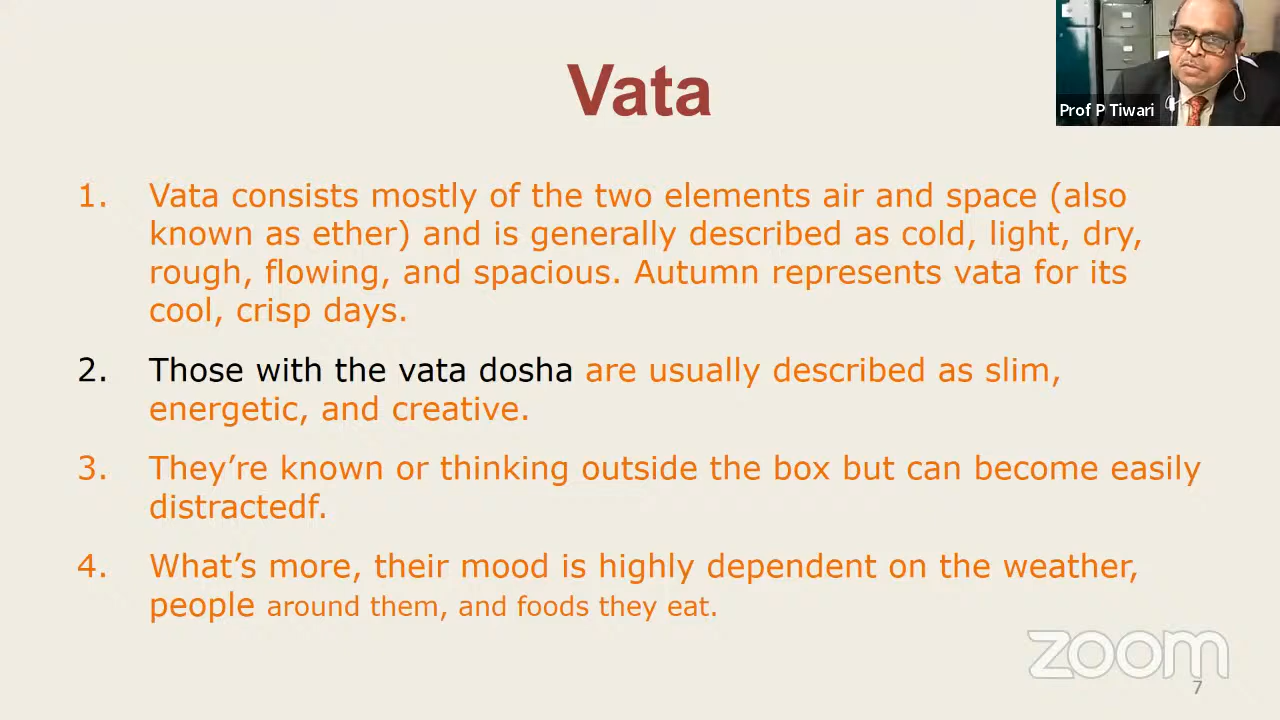 Vata
Prof P Tiwari
1. Vata consists mostly of the two elements air and space (also
known as ether) and is generally described as cold, light, dry,
rough, flowing, and spacious. Autumn represents vata for its
cool, crisp days.
2. Those with the vata dosha are usually described as slim,
energetic, and creative.
3. They’re known or thinking outside the box but can become easily
distractedf.
4. What’s more, their mood is highly dependent on the weather,
people around them, and foods they eat.
zoom
7